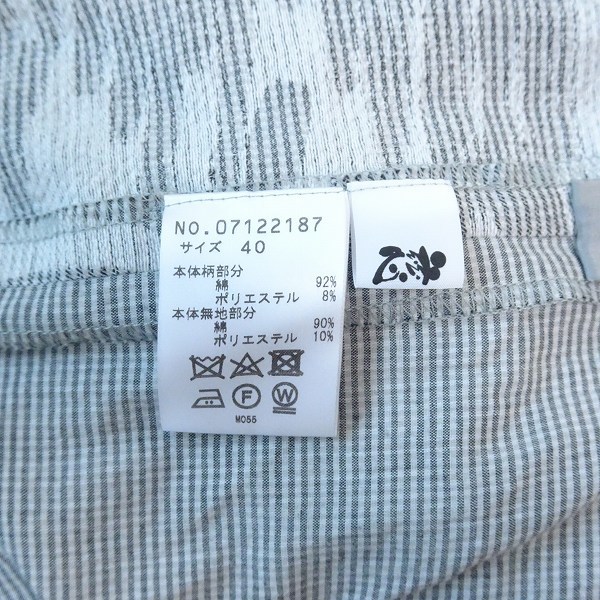 NO.07122187
サイズ 40
本体柄部分
綿 92%
ポリエステル 8%
本体無地部分
綿 90%
ポリエステル 10%
F W
M055